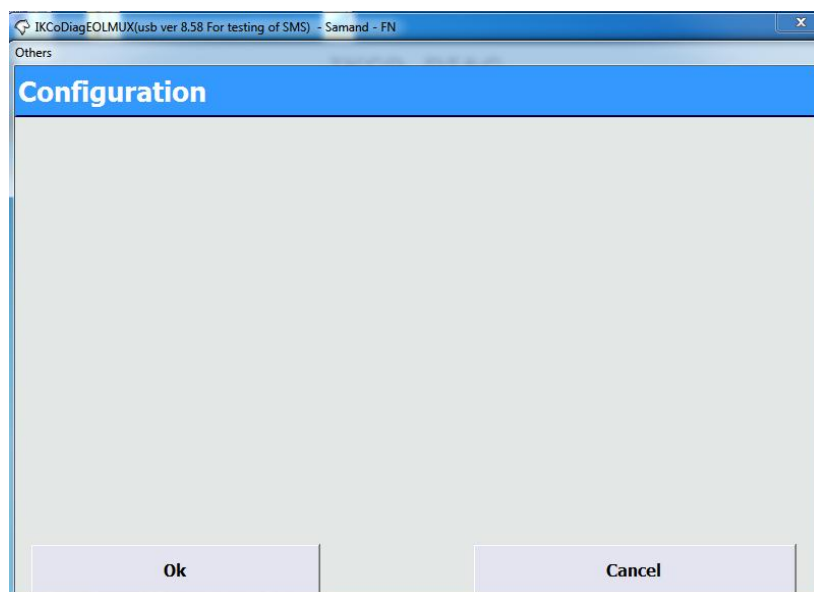 IKCoDiagEOLMUX(usb ver 8.58 For testing of SMS) - Samand - FN
Others
Configuration
Ok
Cancel